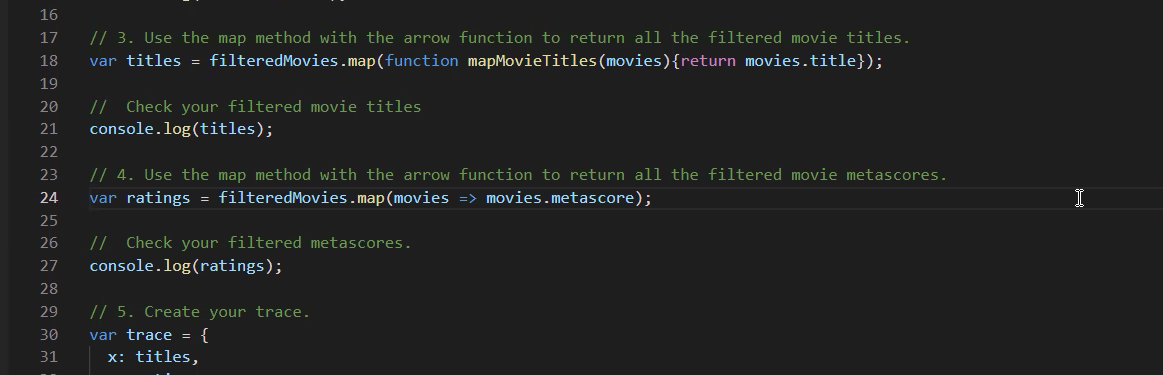 16
17 // 3. Use the map method with the arrow function to return all the filtered movie titles.
18 var titles = filteredMovies.map(function mapMovieTitles(movies){return movies.title});
19
20 //  Check your filtered movie titles
21 console.log(titles);
22
23 // 4. Use the map method with the arrow function to return all the filtered movie metascores.
24 var ratings = filteredMovies.map(movies => movies.metascore);
25
26 //  Check your filtered metascores.
27 console.log(ratings);
28
29 // 5. Create your trace.
30 var trace = {
31   x: titles,